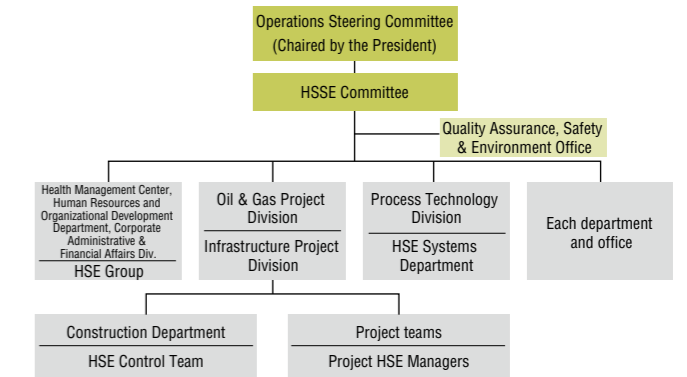 Operations Steering Committee
(Chaired by the President)
HSSE Committee
Quality Assurance, Safety
& Environment Office
Health Management Center,
Human Resources and
Organizational Development
Department, Corporate
Administrative &
Financial Affairs Div.
HSE Group
Oil & Gas Project
Division
Infrastructure Project
Division
Process Technology
Division
HSE Systems
Department
Each department
and office
Construction Department
HSE Control Team
Project teams
Project HSE Managers